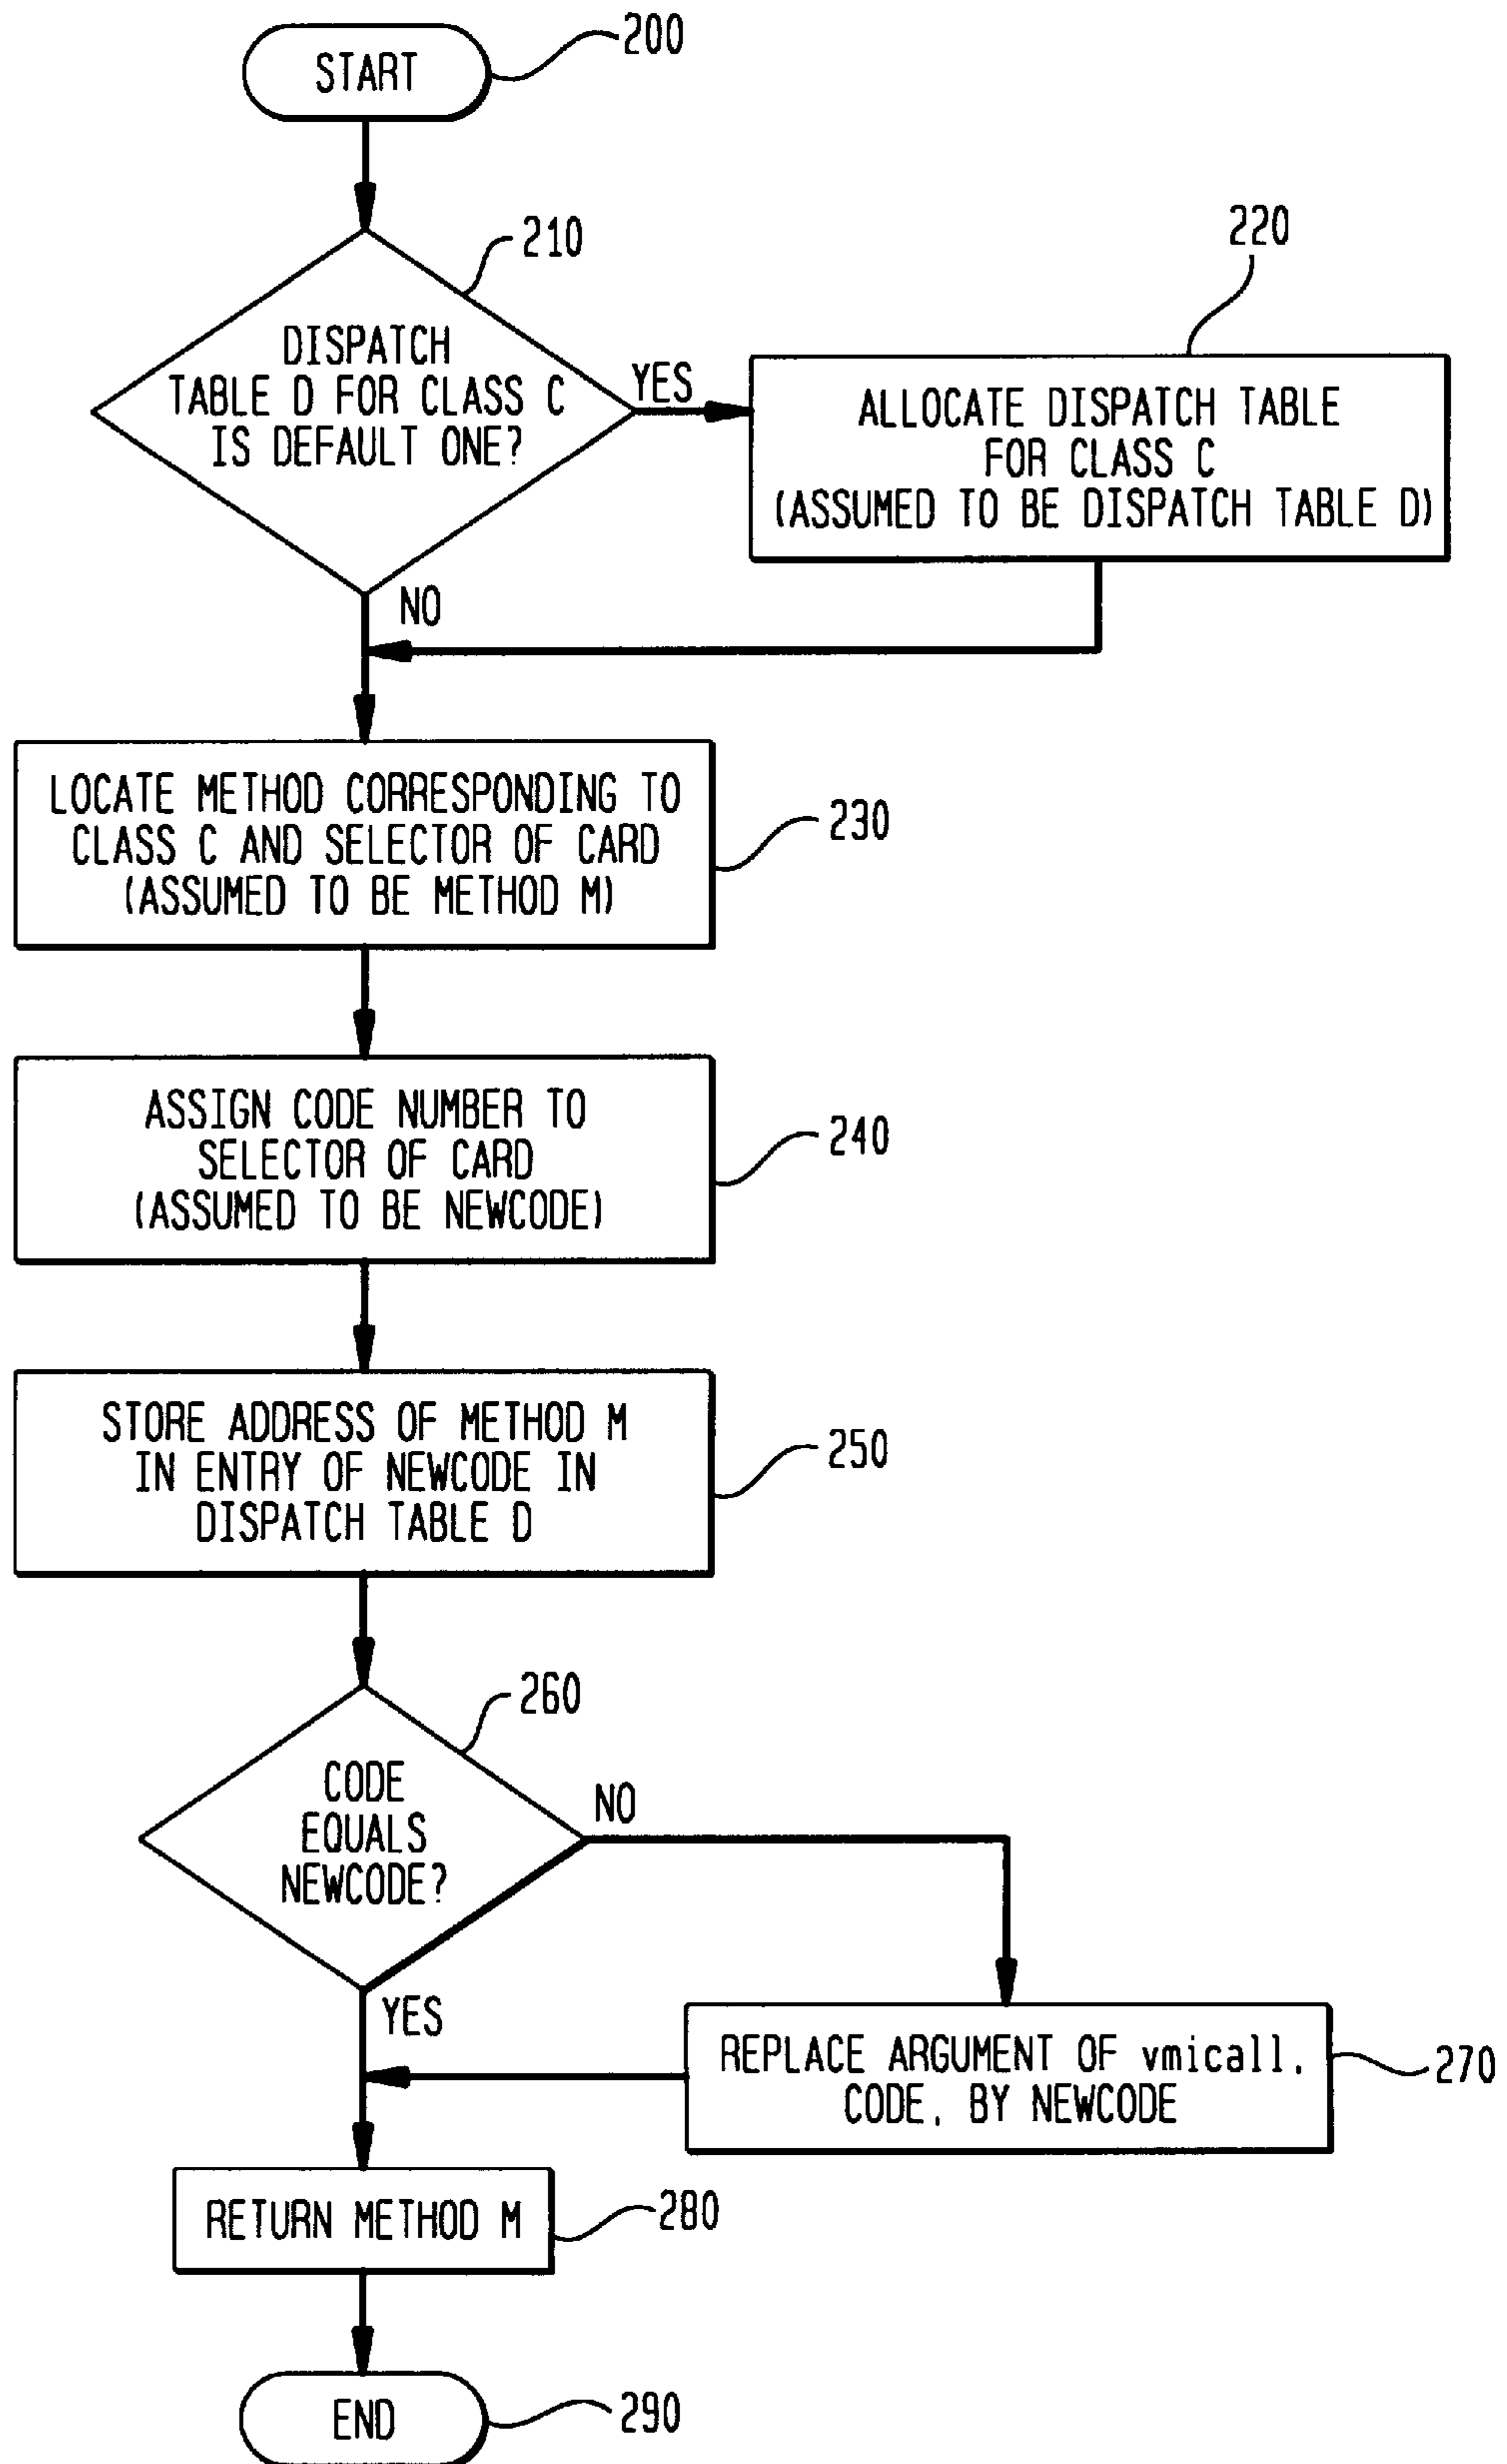 START
200
210
DISPATCH
TABLE D FOR CLASS C
IS DEFAULT ONE?
YES
220
ALLOCATE DISPATCH TABLE
FOR CLASS C
(ASSUMED TO BE DISPATCH TABLE D)
NO
LOCATE METHOD CORRESPONDING TO
CLASS C AND SELECTOR OF CARD
(ASSUMED TO BE METHOD M)
230
ASSIGN CODE NUMBER TO
SELECTOR OF CARD
(ASSUMED TO BE NEWCODE)
240
STORE ADDRESS OF METHOD M
IN ENTRY OF NEWCODE IN
DISPATCH TABLE D
250
260
CODE
EQUALS
NEWCODE?
NO
YES
REPLACE ARGUMENT OF vmicall,
CODE, BY NEWCODE
270
RETURN METHOD M
280
END
290